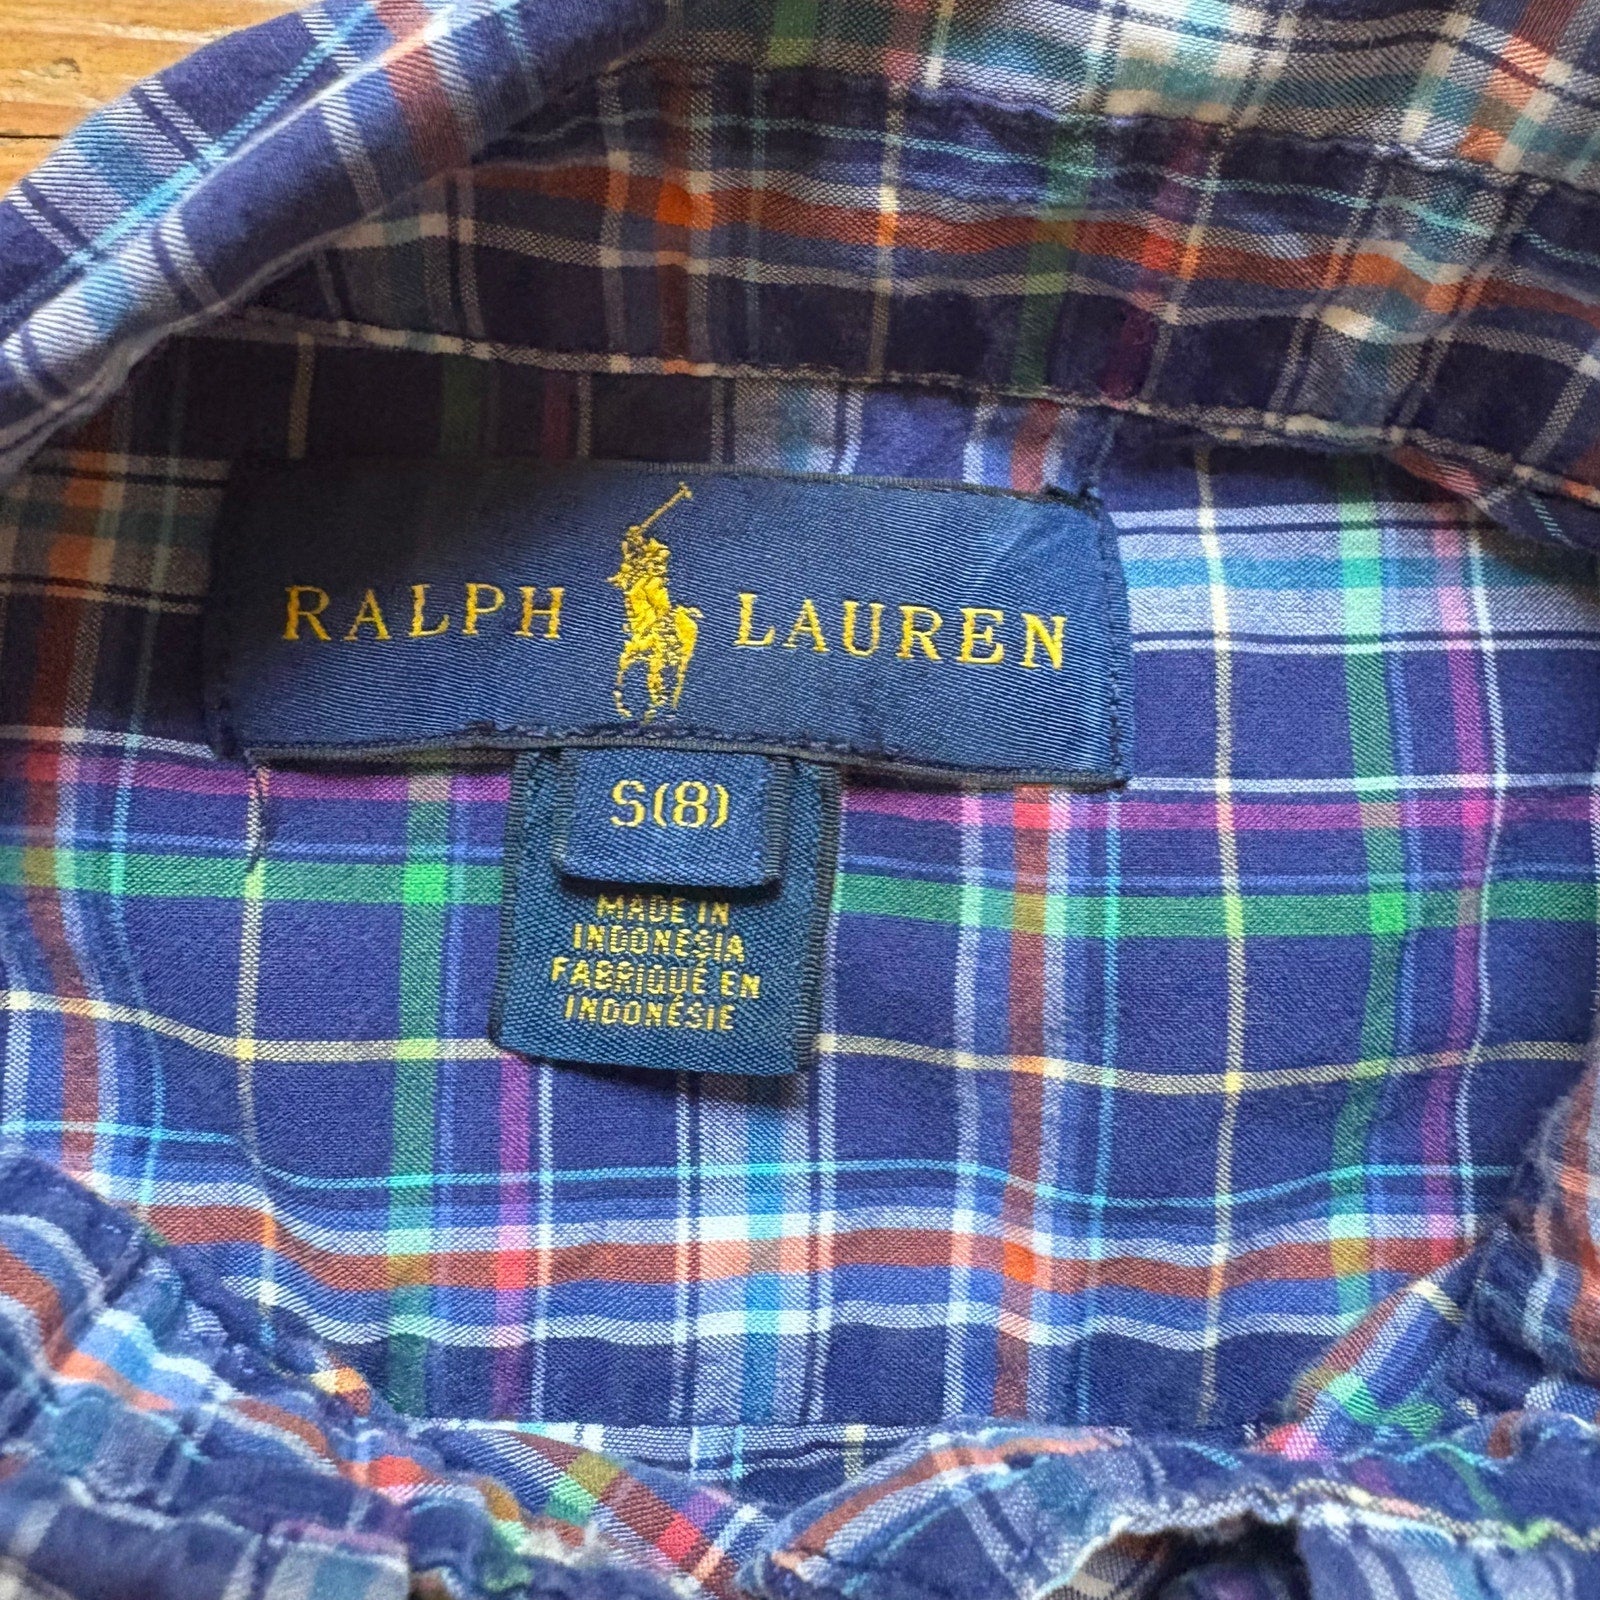 RALPH LAUREN
S(8)
MADE IN
INDONESIA
FABRIQUÉ EN
INDONÉSIE